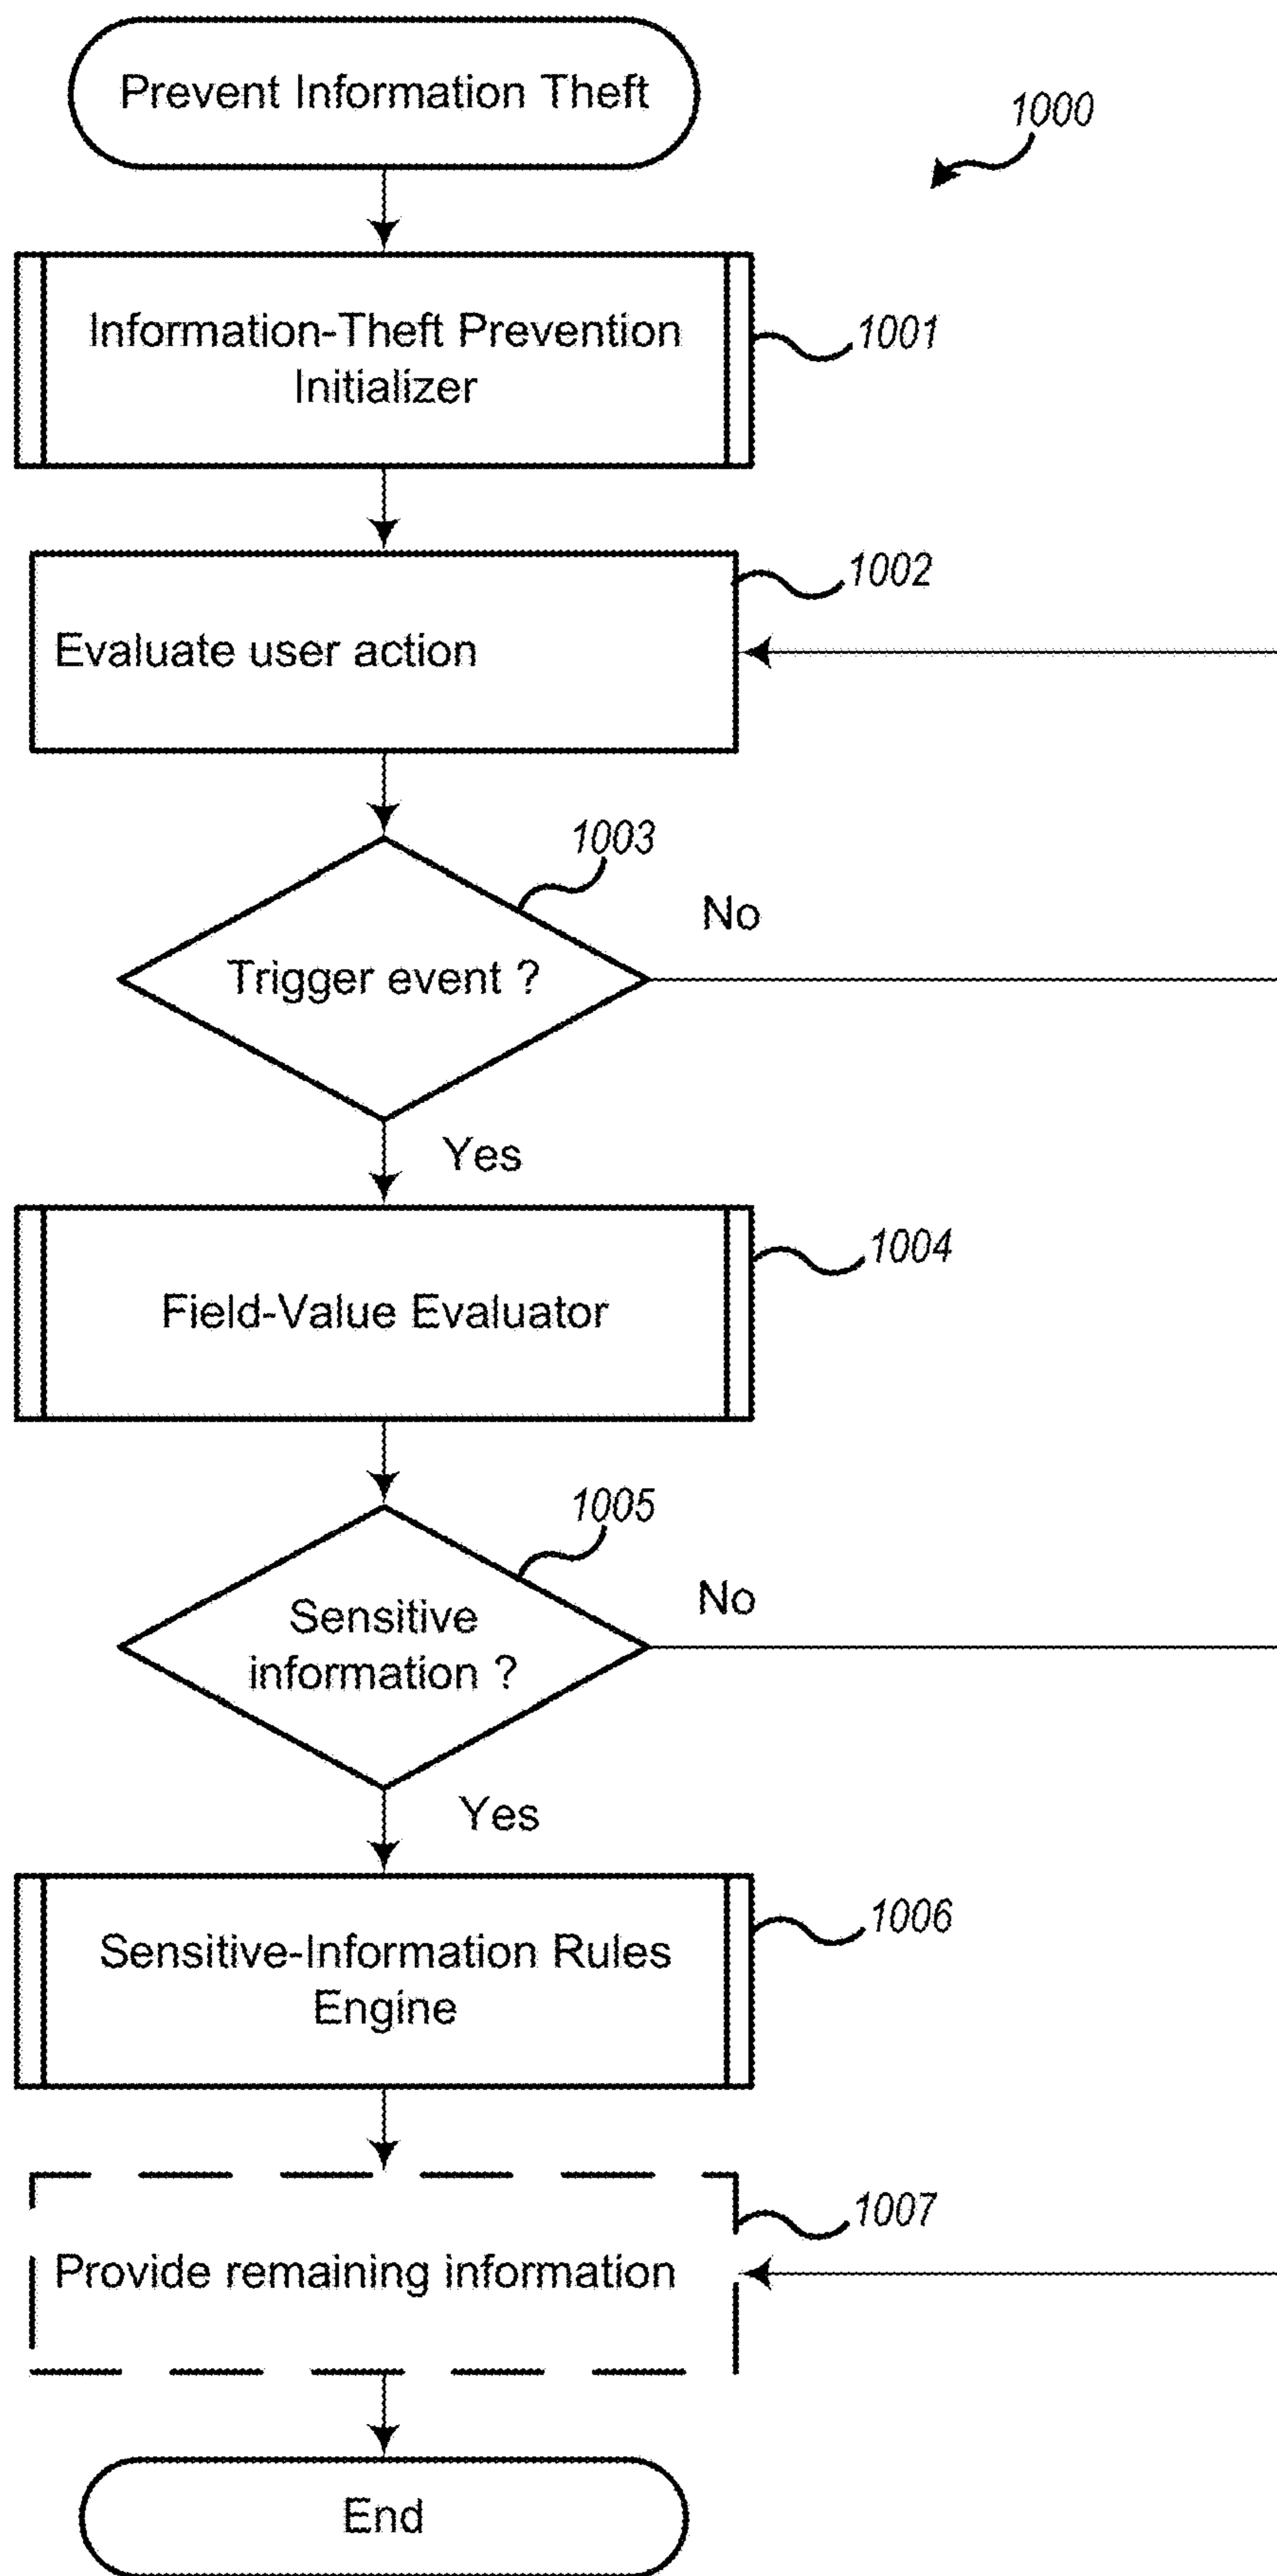 Prevent Information Theft
1000
Information-Theft Prevention
Initializer
1001
1002
Evaluate user action
1003
Trigger event ?
No
Yes
1004
Field-Value Evaluator
1005
Sensitive
information ?
No
Yes
1006
Sensitive-Information Rules
Engine
1007
Provide remaining information
End